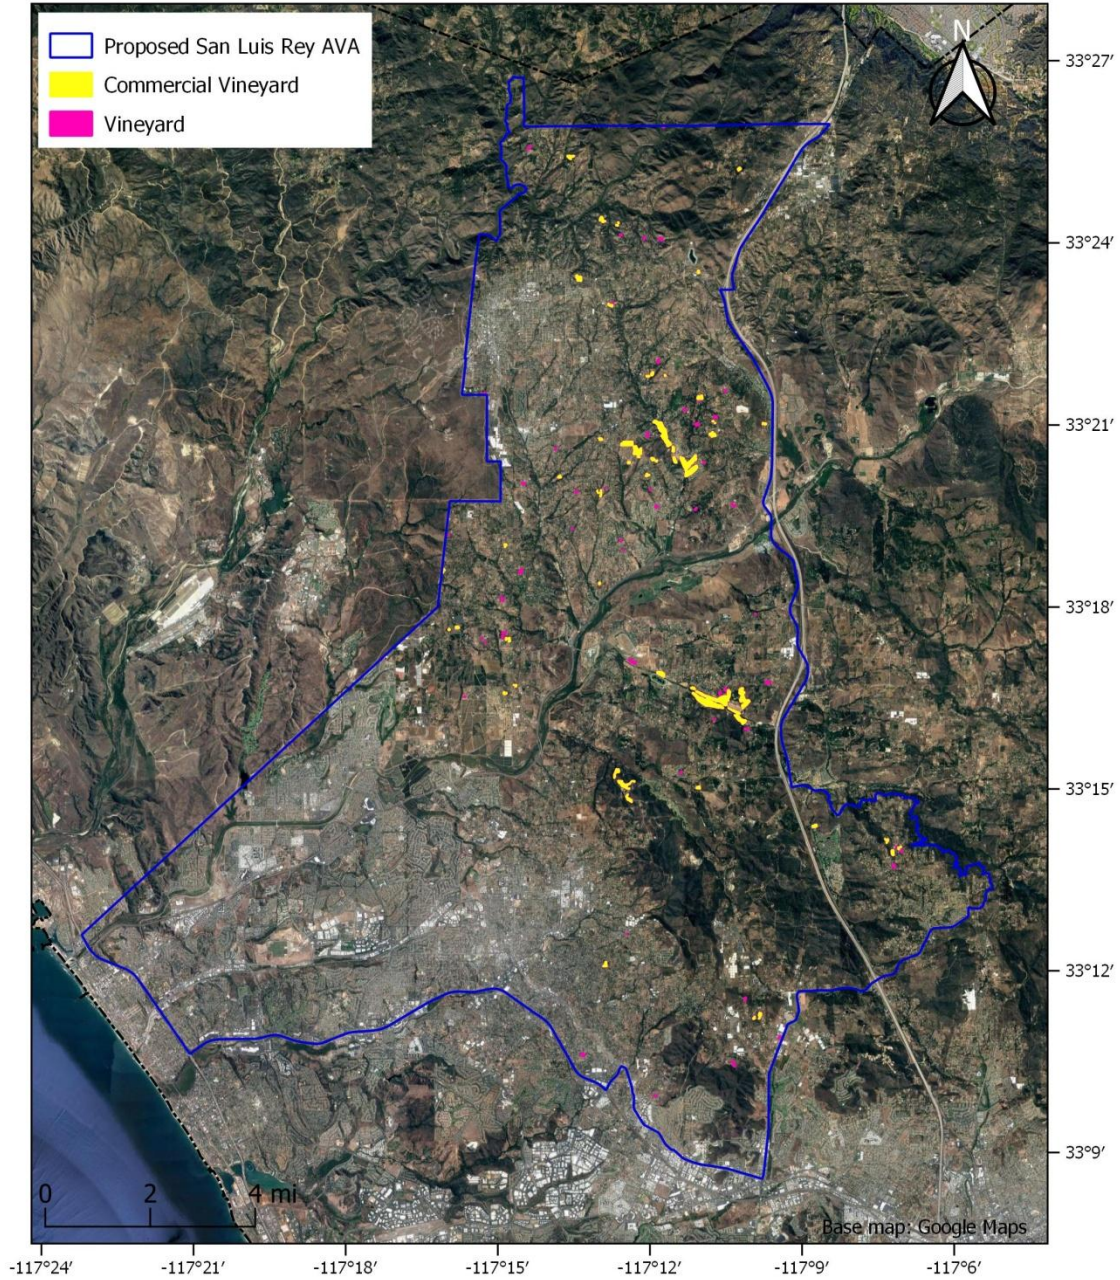 Proposed San Luis Rey AVA
Commercial Vineyard
Vineyard
N
33°27′
33°24′
33°21′
33°18′
33°15′
33°12′
33°9′
0 2 4 mi
Base map: Google Maps
-117°24′ -117°21′ -117°18′ -117°15′ -117°12′ -117°9′ -117°6′